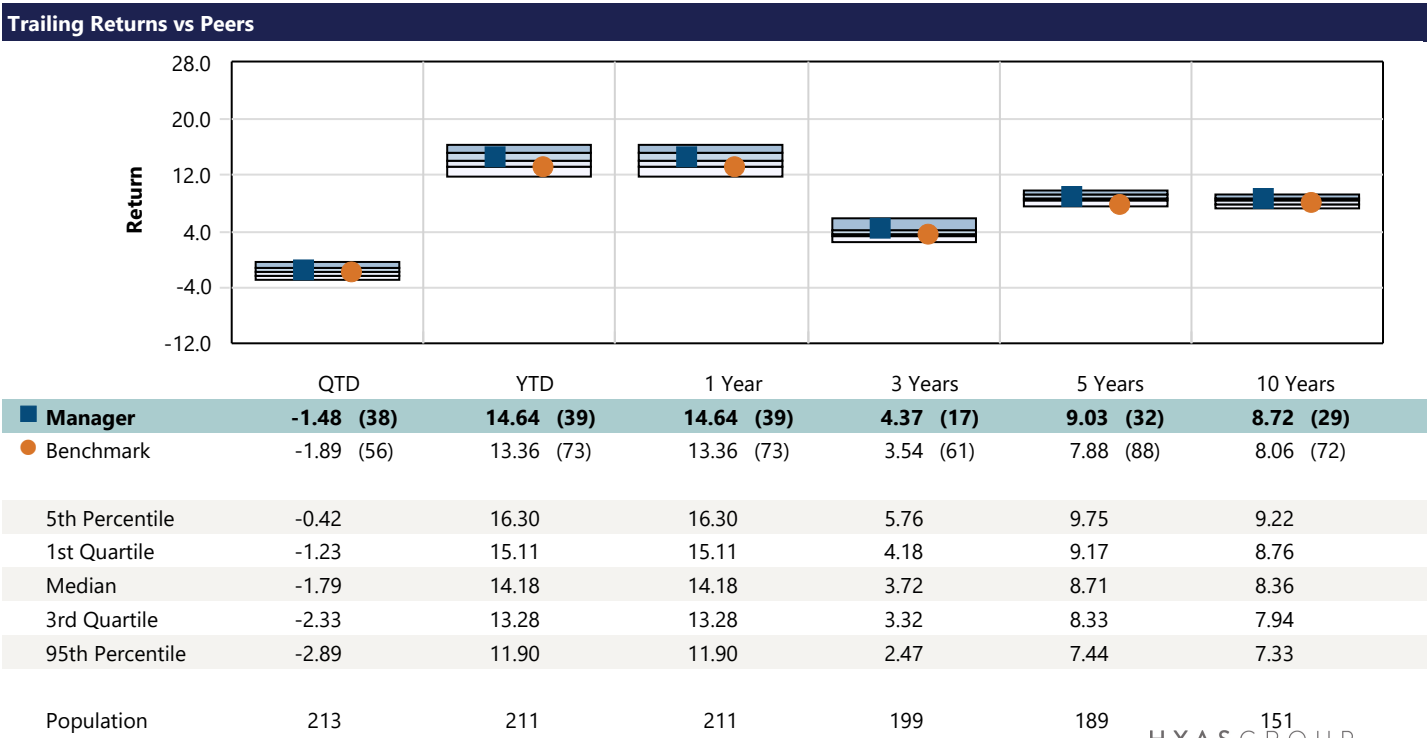 Trailing Returns vs Peers
28.0
20.0
12.0
4.0
-4.0
-12.0
Return
QTD YTD 1 Year 3 Years 5 Years 10 Years
Manager -1.48 (38) 14.64 (39) 14.64 (39) 4.37 (17) 9.03 (32) 8.72 (29)
Benchmark -1.89 (56) 13.36 (73) 13.36 (73) 3.54 (61) 7.88 (88) 8.06 (72)
5th Percentile -0.42 16.30 16.30 5.76 9.75 9.22
1st Quartile -1.23 15.11 15.11 4.18 9.17 8.76
Median -1.79 14.18 14.18 3.72 8.71 8.36
3rd Quartile -2.33 13.28 13.28 3.32 8.33 7.94
95th Percentile -2.89 11.90 11.90 2.47 7.44 7.33
Population 213 211 211 199 189 151
HYASGROUP